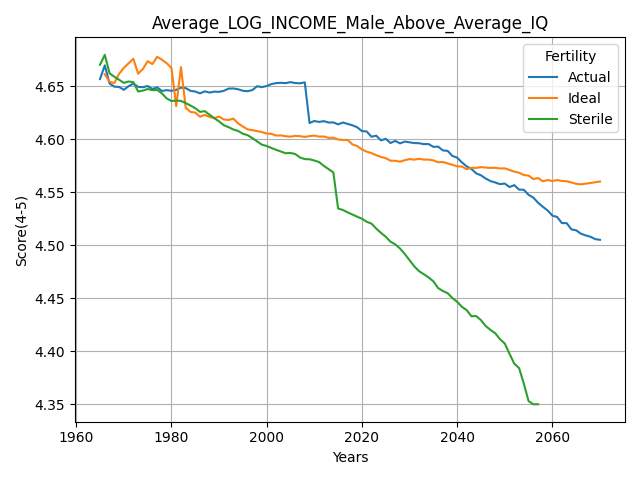 Average_LOG_INCOME_Male_Above_Average_IQ
Fertility
Actual
Ideal
Sterile
Score(4-5)
4.65
4.60
4.55
4.50
4.45
4.40
4.35
1960
1980
2000
2020
2040
2060
Years